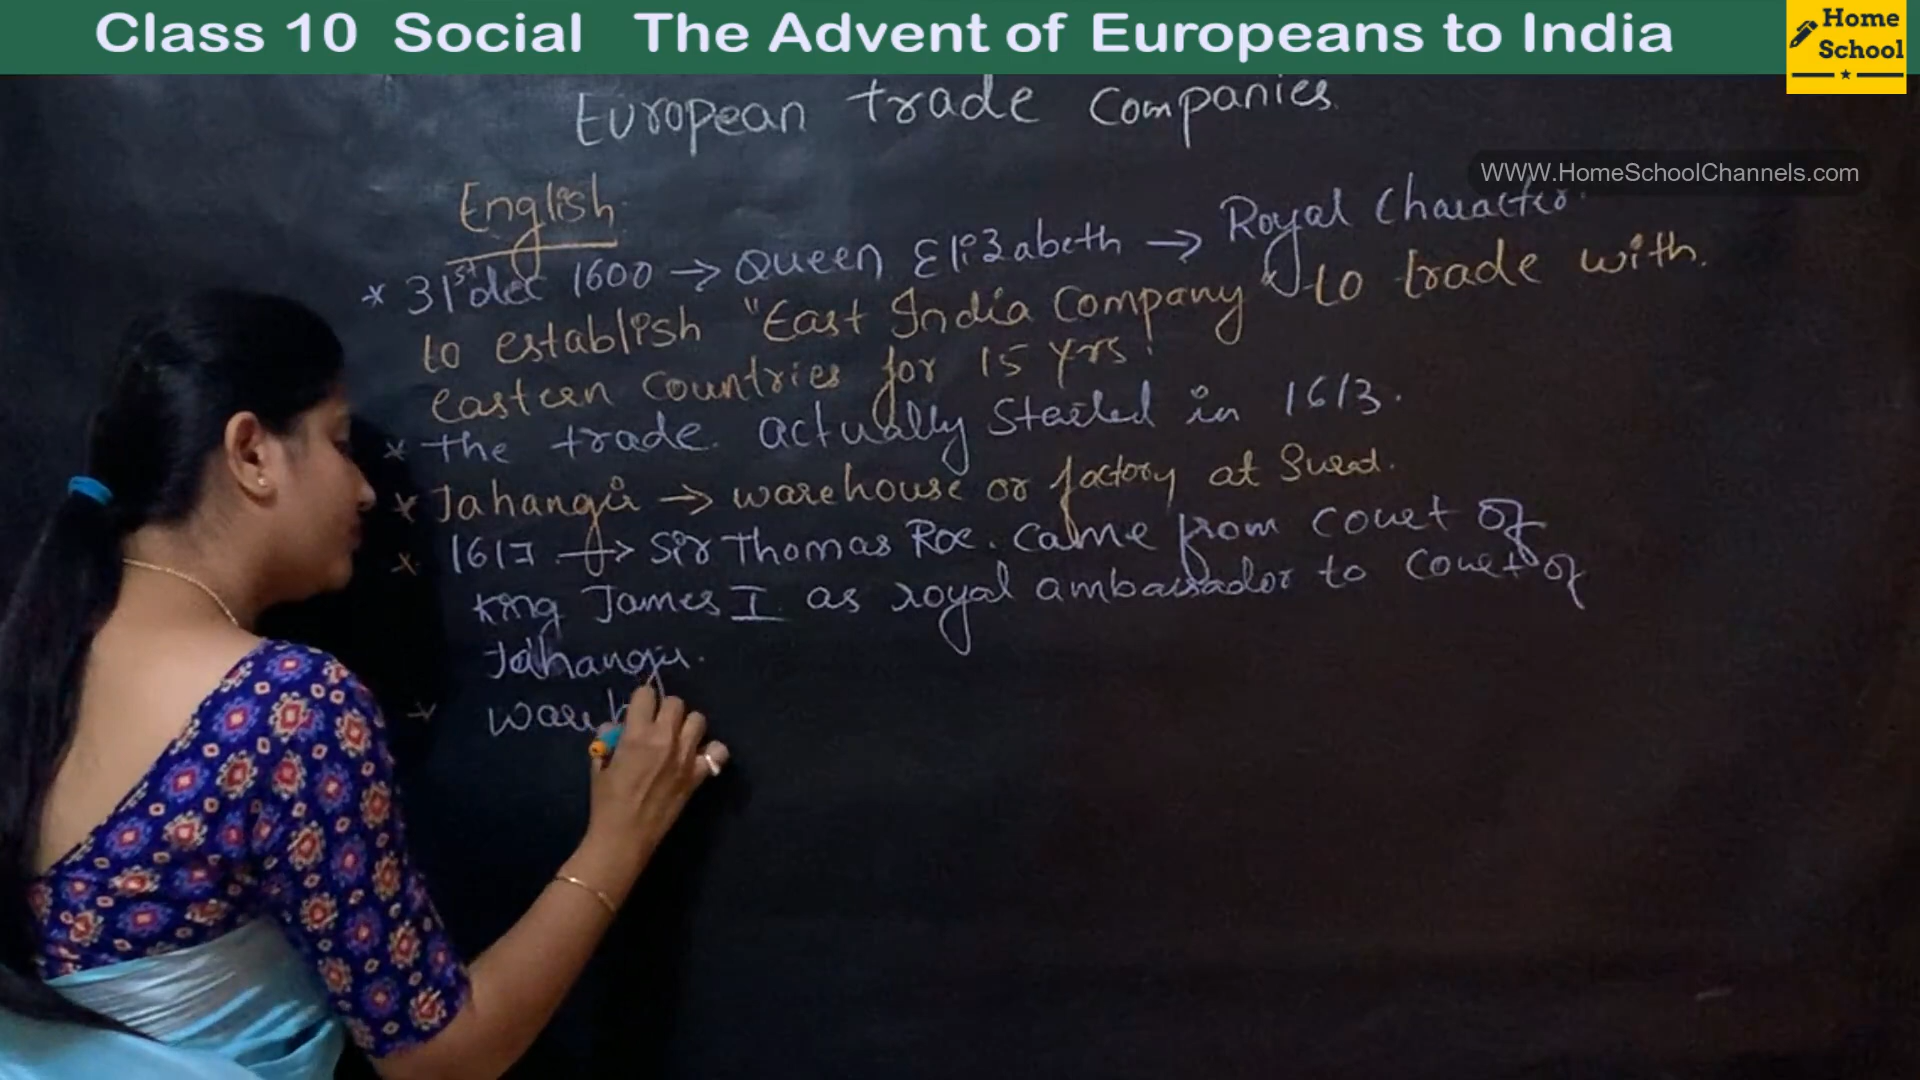 Class 10 Social The Advent of Europeans to India
Home
School
European trade Companies
WWW.HomeSchoolChannels.com
English
* 31st dec 1600 → Queen Elizabeth → Royal Character.
to establish "East India Company" to trade with.
eastern Countries for 15 yrs.
* the trade. actually started in 1613.
* Jahangir → warehouse or factory at Surat.
* 1617 → Sir Thomas Roe. Came from Couet of
King James I as royal ambassador to Couet of
Jahangir.